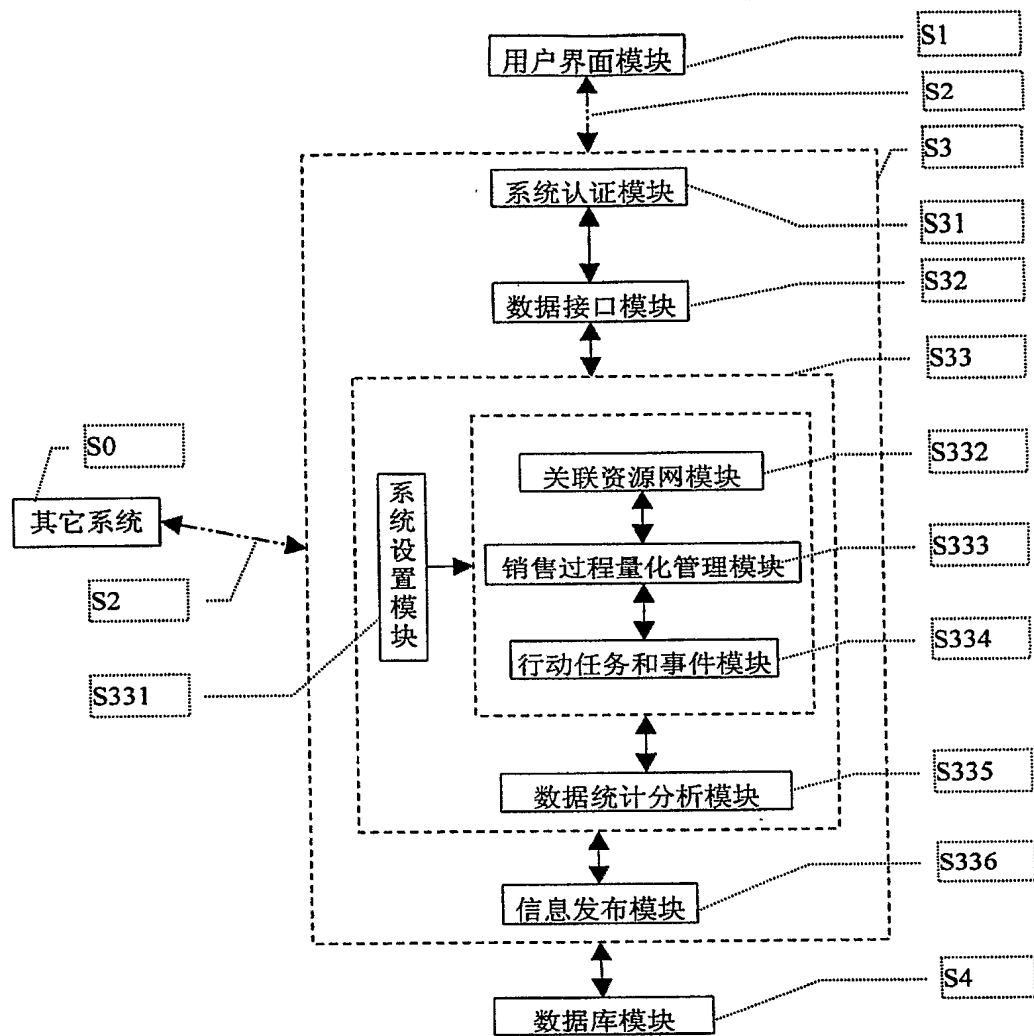 用户界面模块
S1
S2
S3
系统认证模块
S31
S32
数据接口模块
S33
S0
S332
关联资源网模块
系统设置模块
其它系统
销售过程量化管理模块
S333
S2
S334
行动任务和事件模块
S331
S335
数据统计分析模块
S336
信息发布模块
S4
数据库模块